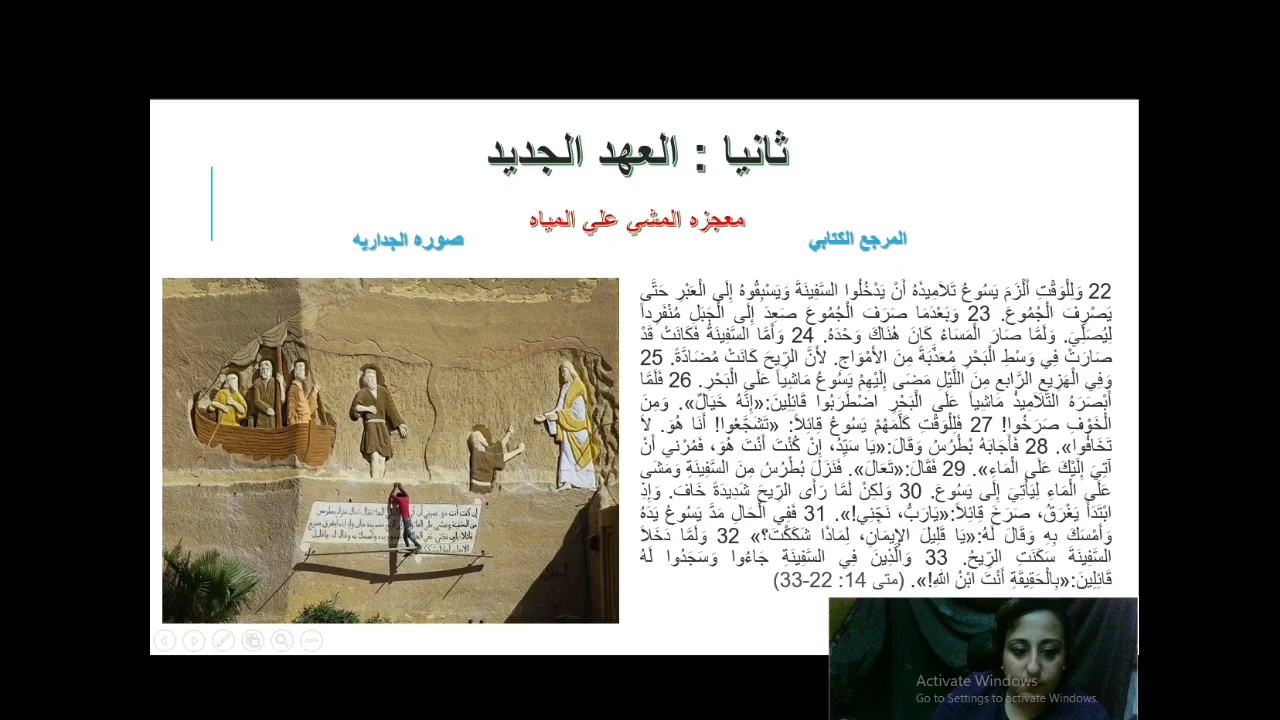 ثانيا : العهد الجديد
معجزه المشي علي المياه
المرجع الكتابي
صوره الجداريه
22 وَلِلْوَقْتِ أَلْزَمَ يَسُوعُ تَلاَمِيذَهُ أَنْ يَدْخُلُوا السَّفِينَةَ وَيَسْبِقُوهُ إِلَى الْعَبْرِ حَتَّى
يَصْرِفَ الْجُمُوعَ. 23 وَبَعْدَمَا صَرَفَ الْجُمُوعَ صَعِدَ إِلَى الْجَبَلِ مُنْفَرِداً
لِيُصَلِّيَ. وَلَمَّا صَارَ الْمَسَاءُ كَانَ هُنَاكَ وَحْدَهُ. 24 وَأَمَّا السَّفِينَةُ فَكَانَتْ قَدْ
صَارَتْ فِي وَسْطِ الْبَحْرِ مُعَذَّبَةً مِنَ الأَمْوَاجِ. لأَنَّ الرِّيحَ كَانَتْ مُضَادَّةً. 25
وَفِي الْهَزِيعِ الرَّابِعِ مِنَ اللَّيْلِ مَضَى إِلَيْهِمْ يَسُوعُ مَاشِياً عَلَى الْبَحْرِ. 26 فَلَمَّا
أَبْصَرَهُ التَّلاَمِيذُ مَاشِياً عَلَى الْبَحْرِ اضْطَرَبُوا قَائِلِينَ:«إِنَّهُ خَيَالٌ». وَمِنَ
الْخَوْفِ صَرَخُوا! 27 فَلِلْوَقْتِ كَلَّمَهُمْ يَسُوعُ قِائِلاً: «تَشَجَّعُوا! أَنَا هُوَ. لاَ
تَخَافُوا». 28 فَأَجَابَهُ بُطْرُسُ وَقَالَ:«يَا سَيِّدُ، إِنْ كُنْتَ أَنْتَ هُوَ، فَمُرْنِي أَنْ
آتِيَ إِلَيْكَ عَلَى الْمَاءِ». 29 فَقَالَ:«تَعَالَ». فَنَزَلَ بُطْرُسُ مِنَ السَّفِينَةِ وَمَشَى
عَلَى الْمَاءِ لِيَأْتِيَ إِلَى يَسُوعَ. 30 وَلكِنْ لَمَّا رَأَى الرِّيحَ شَدِيدَةً خَافَ. وَإِذِ
ابْتَدَأَ يَغْرَقُ، صَرَخَ قِائِلاً:«يَارَبُّ، نَجِّنِي!». 31 فَفِي الْحَالِ مَدَّ يَسُوعُ يَدَهُ
وَأَمْسَكَ بِهِ وَقَالَ لَهُ:«يَا قَلِيلَ الإِيمَانِ، لِمَاذَا شَكَكْتَ؟» 32 وَلَمَّا دَخَلاَ
السَّفِينَةَ سَكَنَتِ الرِّيحُ. 33 وَالَّذِينَ فِي السَّفِينَةِ جَاءُوا وَسَجَدُوا لَهُ
قَائِلِينَ:«بِالْحَقِيقَةِ أَنْتَ ابْنُ اللهِ!». (متى 14: 22-33)
Activate Windows
Go to Settings to activate Windows.